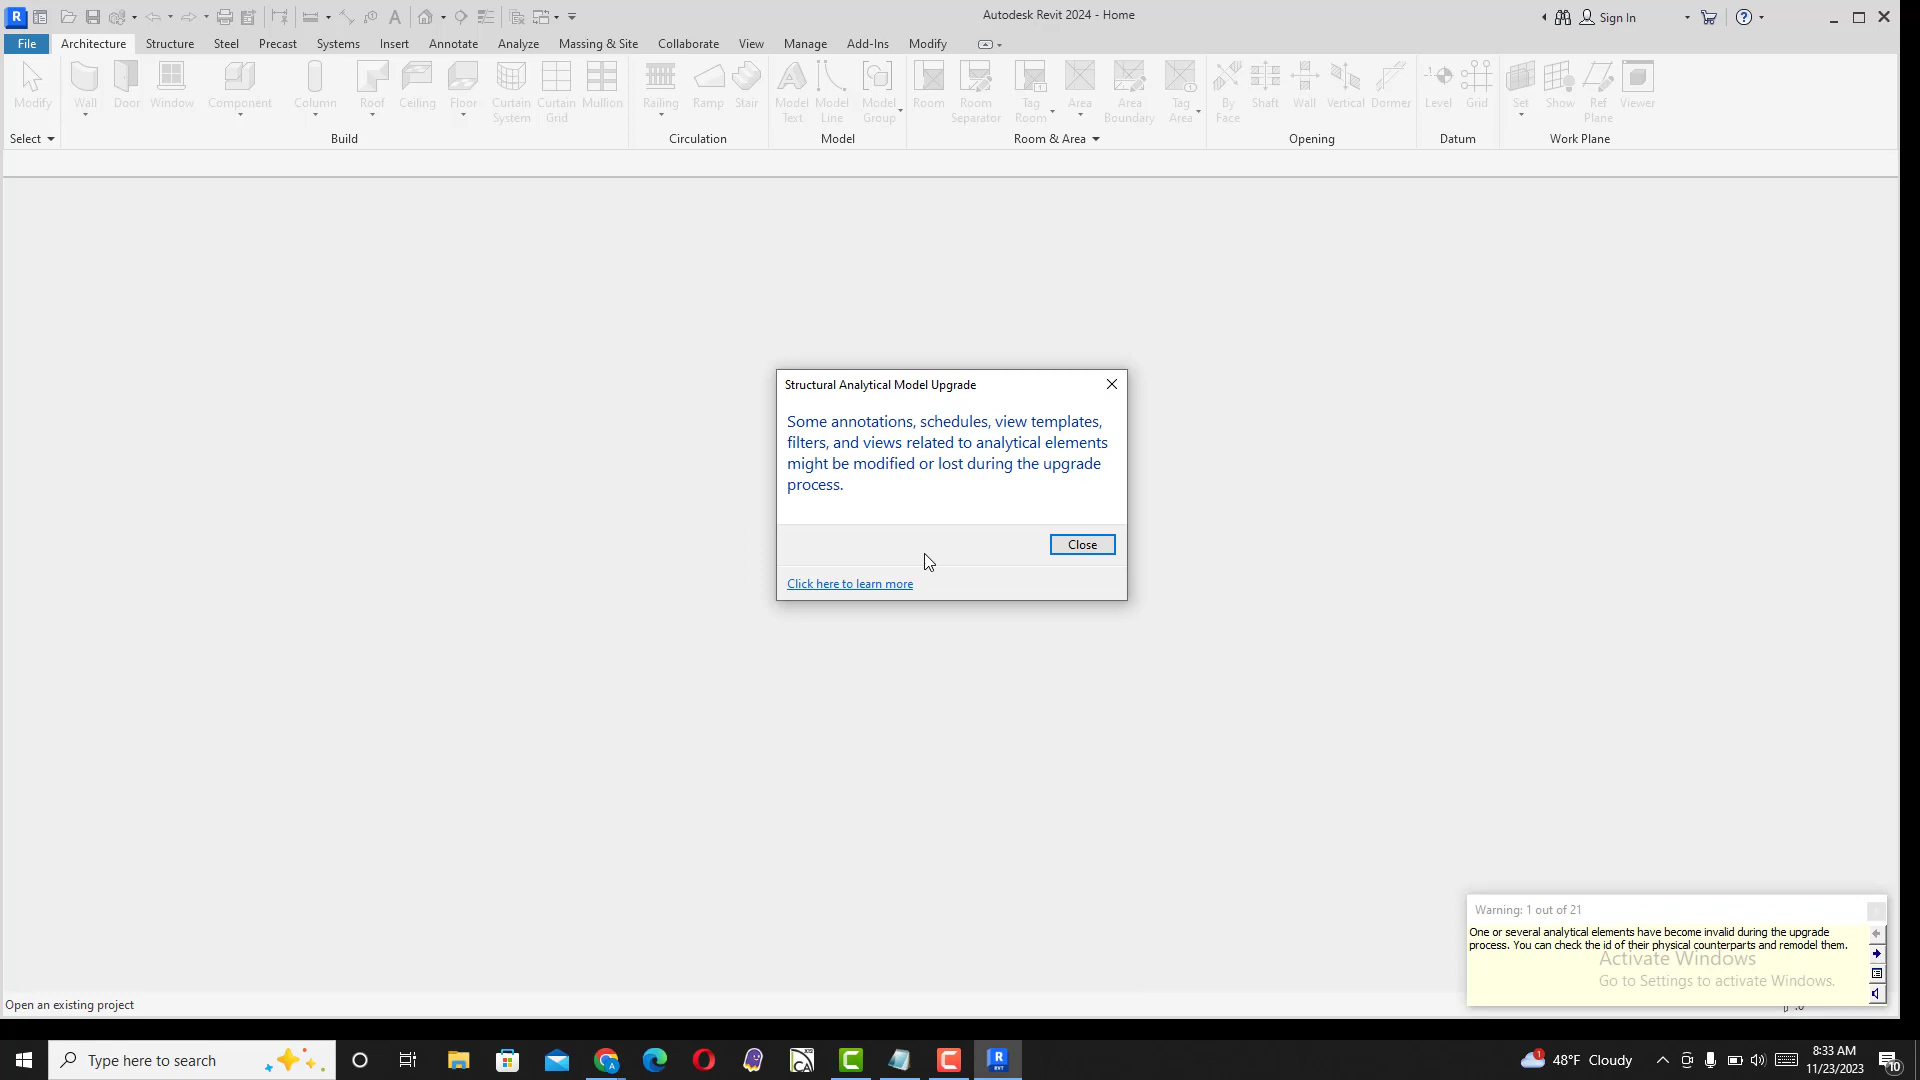 R
Autodesk Revit 2024 - Home
Sign In
File Architecture Structure Steel Precast Systems Insert Annotate Analyze Massing & Site Collaborate View Manage Add-Ins Modify
Modify Wall Door Window Component Column Roof Ceiling Floor Curtain System Curtain Grid Mullion Railing Ramp Stair Model Text Model Line Model Group Room Room Separator Tag Room Area Area Boundary Tag Area By Face Shaft Wall Vertical Dormer Level Grid Set Show Ref Plane Viewer
Select Build Circulation Model Room & Area Opening Datum Work Plane
Structural Analytical Model Upgrade
Some annotations, schedules, view templates,
filters, and views related to analytical elements
might be modified or lost during the upgrade
process.
Close
Click here to learn more
Warning: 1 out of 21
One or several analytical elements have become invalid during the upgrade
process. You can check the id of their physical counterparts and remodel them.
Activate Windows
Go to Settings to activate Windows.
Open an existing project
Type here to search
48°F Cloudy
8:33 AM
11/23/2023